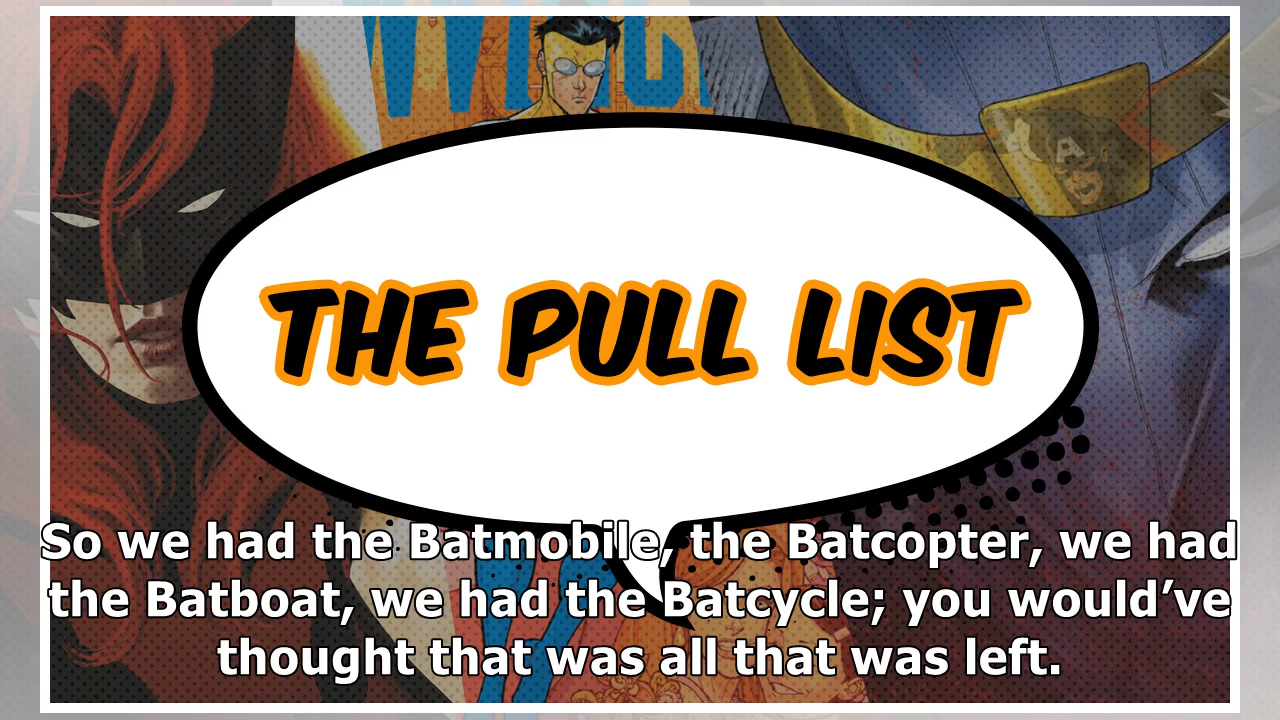 THE PULL LIST
So we had the Batmobile, the Batcopter, we had
the Batboat, we had the Batcycle; you would’ve
thought that was all that was left.